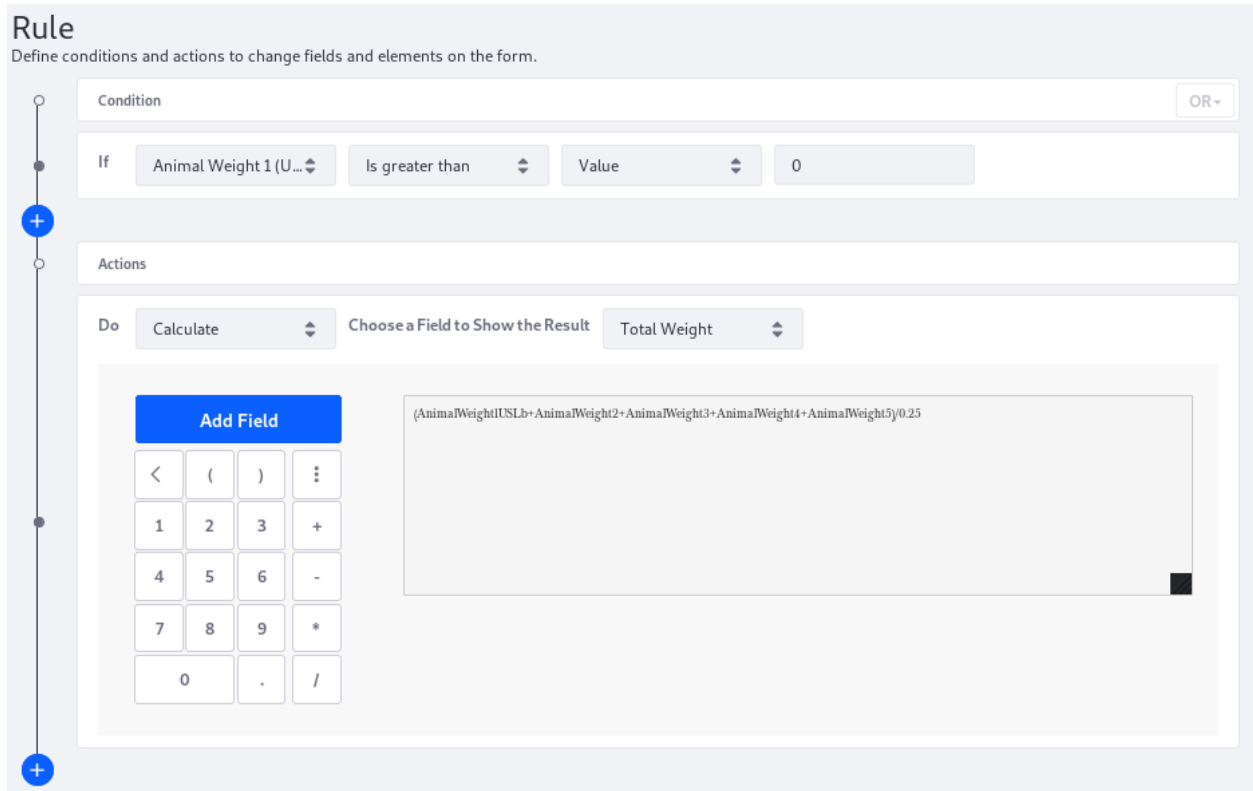 Rule
Define conditions and actions to change fields and elements on the form.
Condition
OR
If Animal Weight 1 (U... Is greater than Value 0
+
Actions
Do Calculate Choose a Field to Show the Result Total Weight
Add Field
(AnimalWeight1USLb+AnimalWeight2+AnimalWeight3+AnimalWeight4+AnimalWeight5)/0.25
( )
1 2 3 +
4 5 6 -
7 8 9 *
0 . /
+